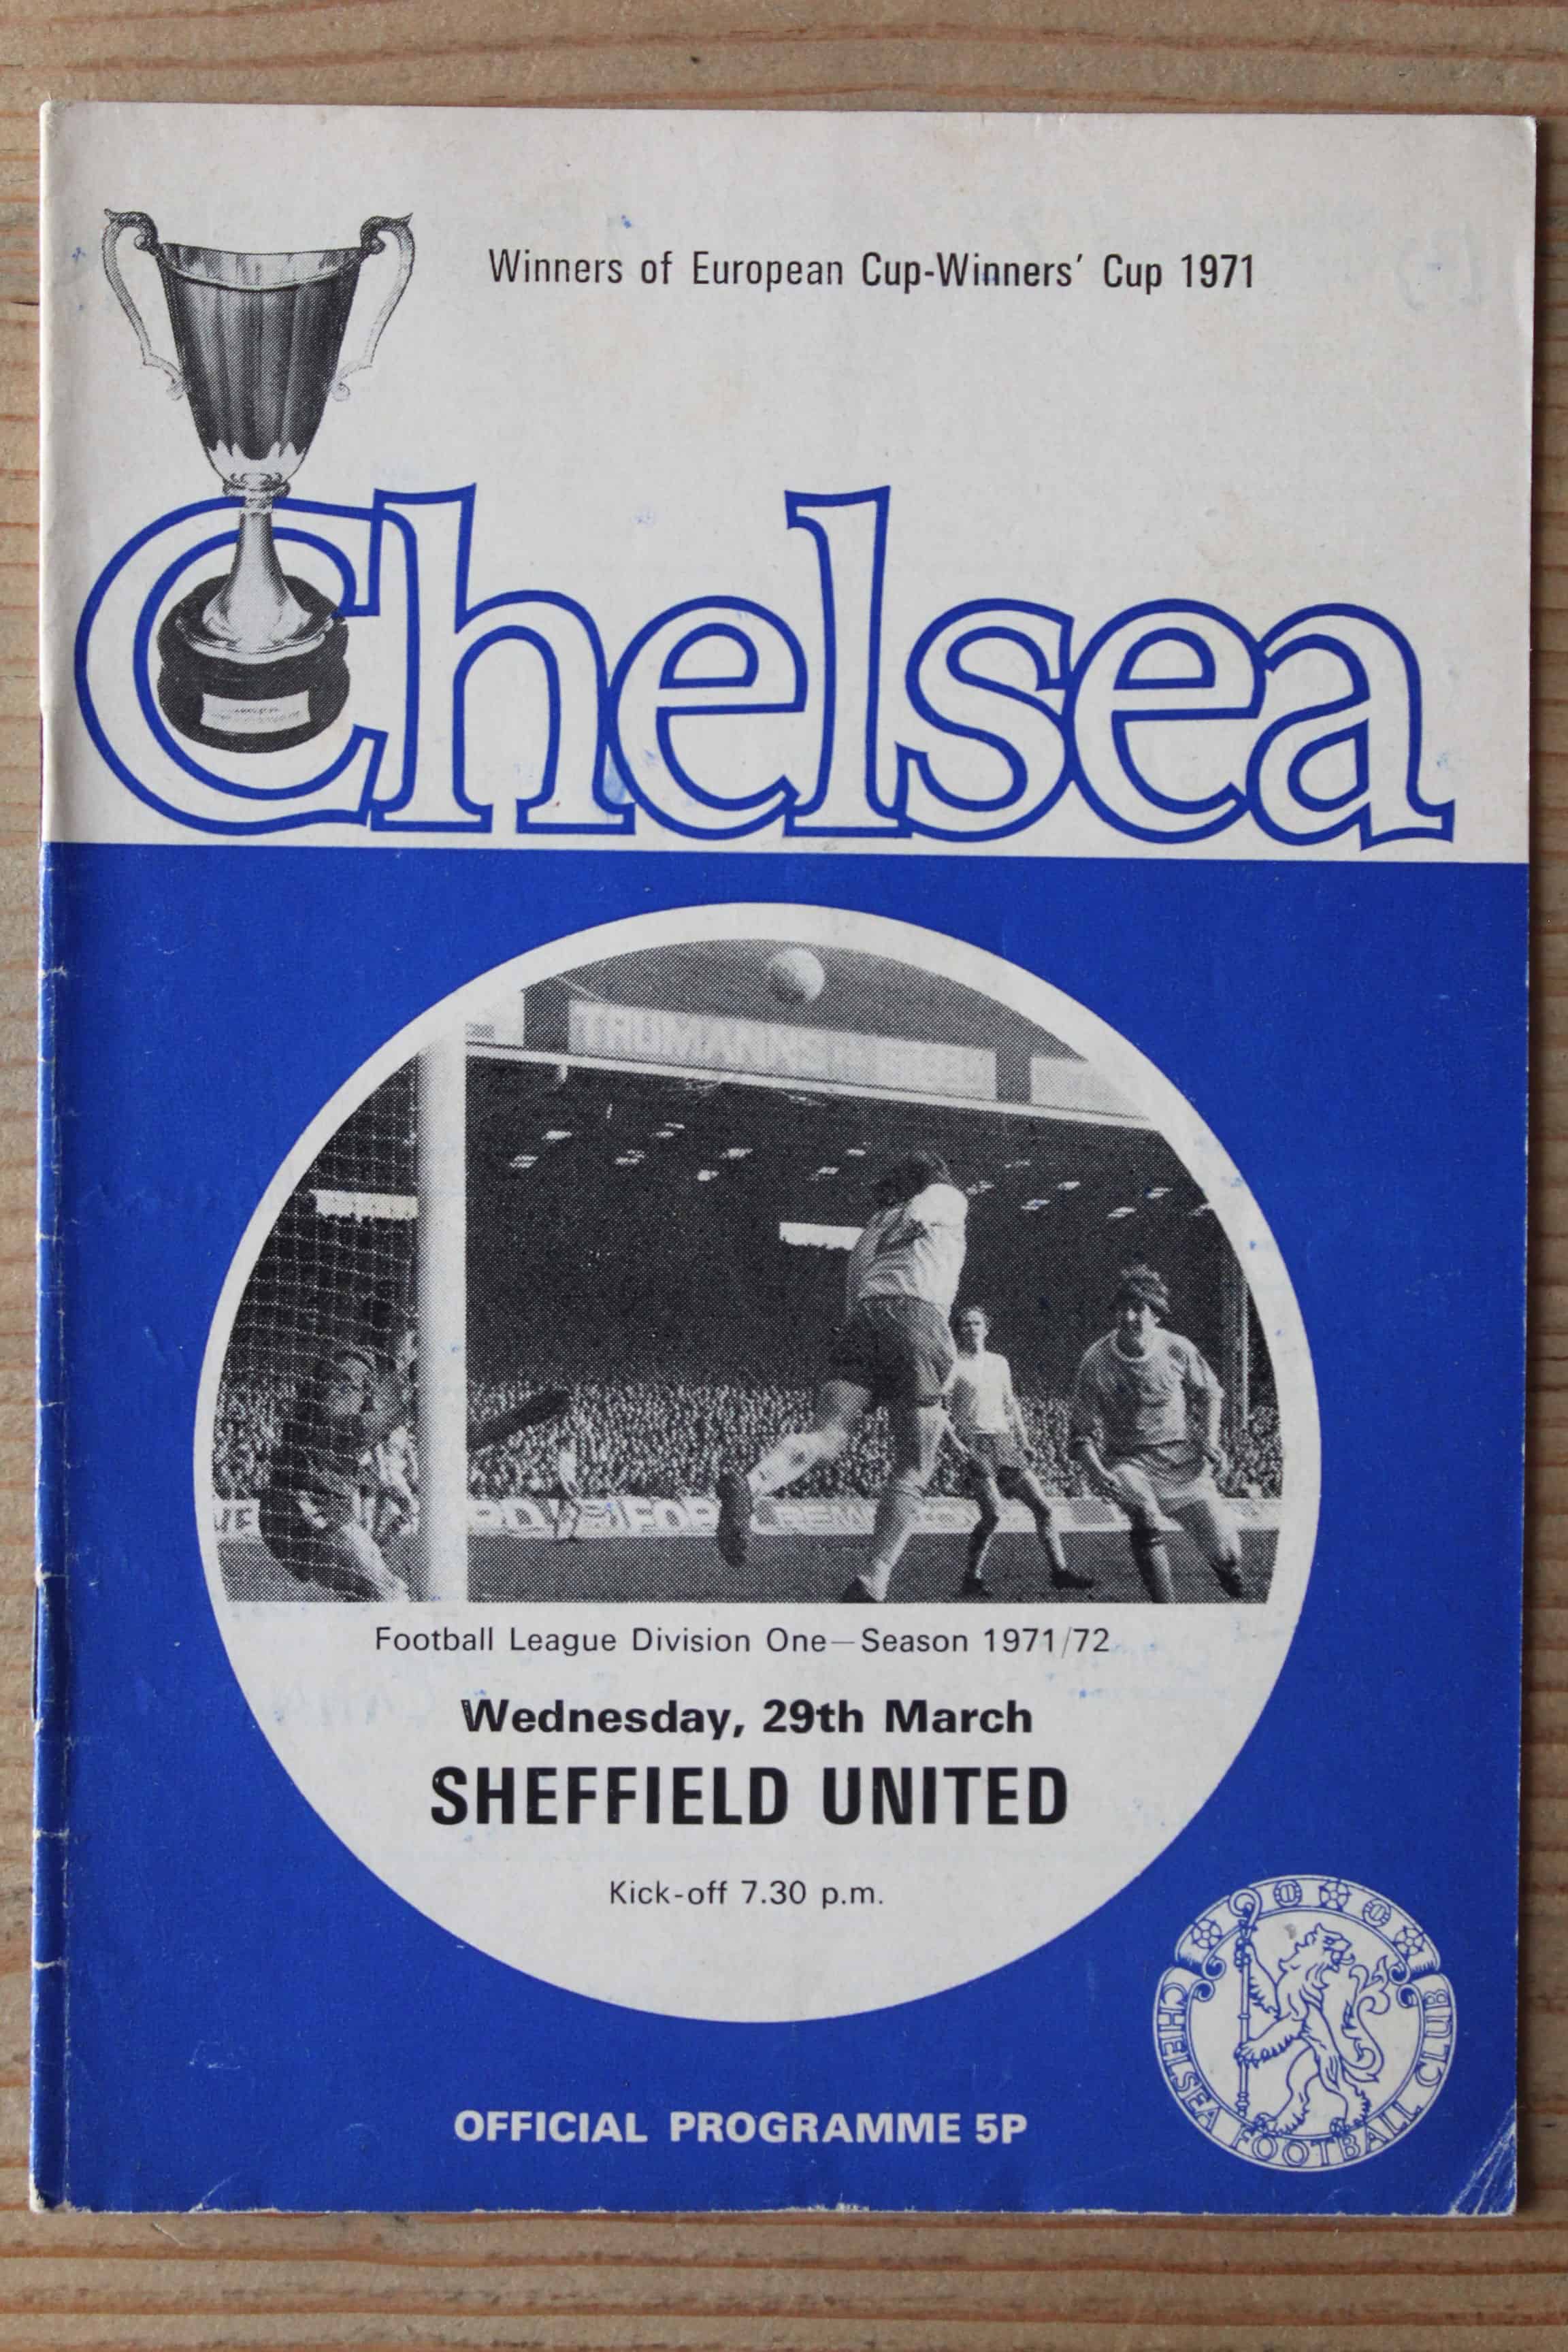 Winners of European Cup-Winners' Cup 1971
Chelsea
Football League Division One—Season 1971/72
Wednesday, 29th March
SHEFFIELD UNITED
Kick-off 7.30 p.m.
OFFICIAL PROGRAMME 5P
CHELSEA FOOTBALL CLUB